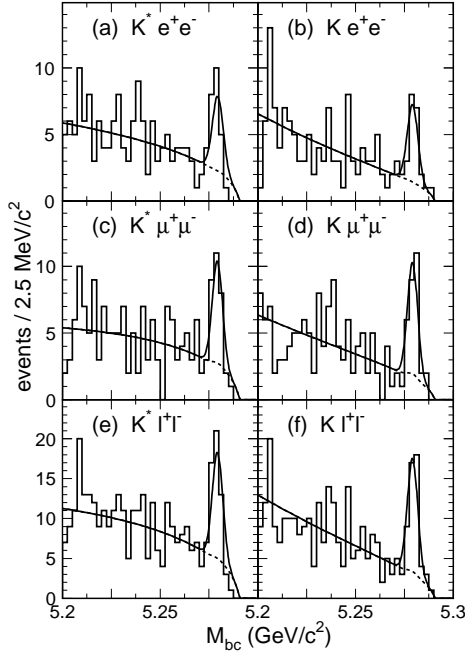 (a) K* e+e-
(b) K e+e-
10
5
0
(c) K* μ+μ-
(d) K μ+μ-
10
5
0
(e) K* l+l-
(f) K l+l-
20
15
10
5
0
events / 2.5 MeV/c²
5.2 5.25 5.2 5.25 5.3
M_bc (GeV/c²)